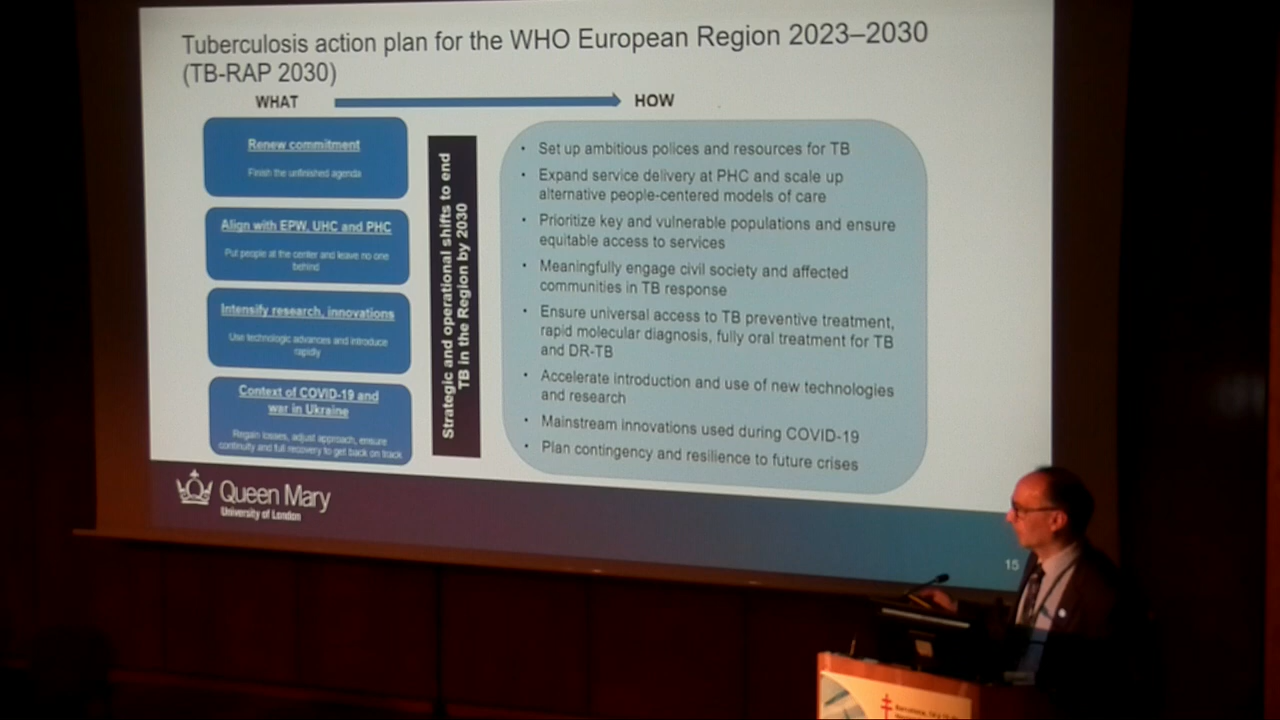 Tuberculosis action plan for the WHO European Region 2023–2030
(TB-RAP 2030)
WHAT
HOW
Renew commitment
Finish the unfinished agenda
Align with EPW, UHC and PHC
Put people at the center and leave no one
behind
Intensify research, innovations
Use technologic advances and introduce
rapidly
Context of COVID-19 and
war in Ukraine
Regain losses, adjust approach, ensure
continuity and full recovery to get back on track
Strategic and operational shifts to end
TB in the Region by 2030
• Set up ambitious polices and resources for TB
• Expand service delivery at PHC and scale up
alternative people-centered models of care
• Prioritize key and vulnerable populations and ensure
equitable access to services
• Meaningfully engage civil society and affected
communities in TB response
• Ensure universal access to TB preventive treatment,
rapid molecular diagnosis, fully oral treatment for TB
and DR-TB
• Accelerate introduction and use of new technologies
and research
• Mainstream innovations used during COVID-19
• Plan contingency and resilience to future crises
Queen Mary
University of London
15
Barcelona,